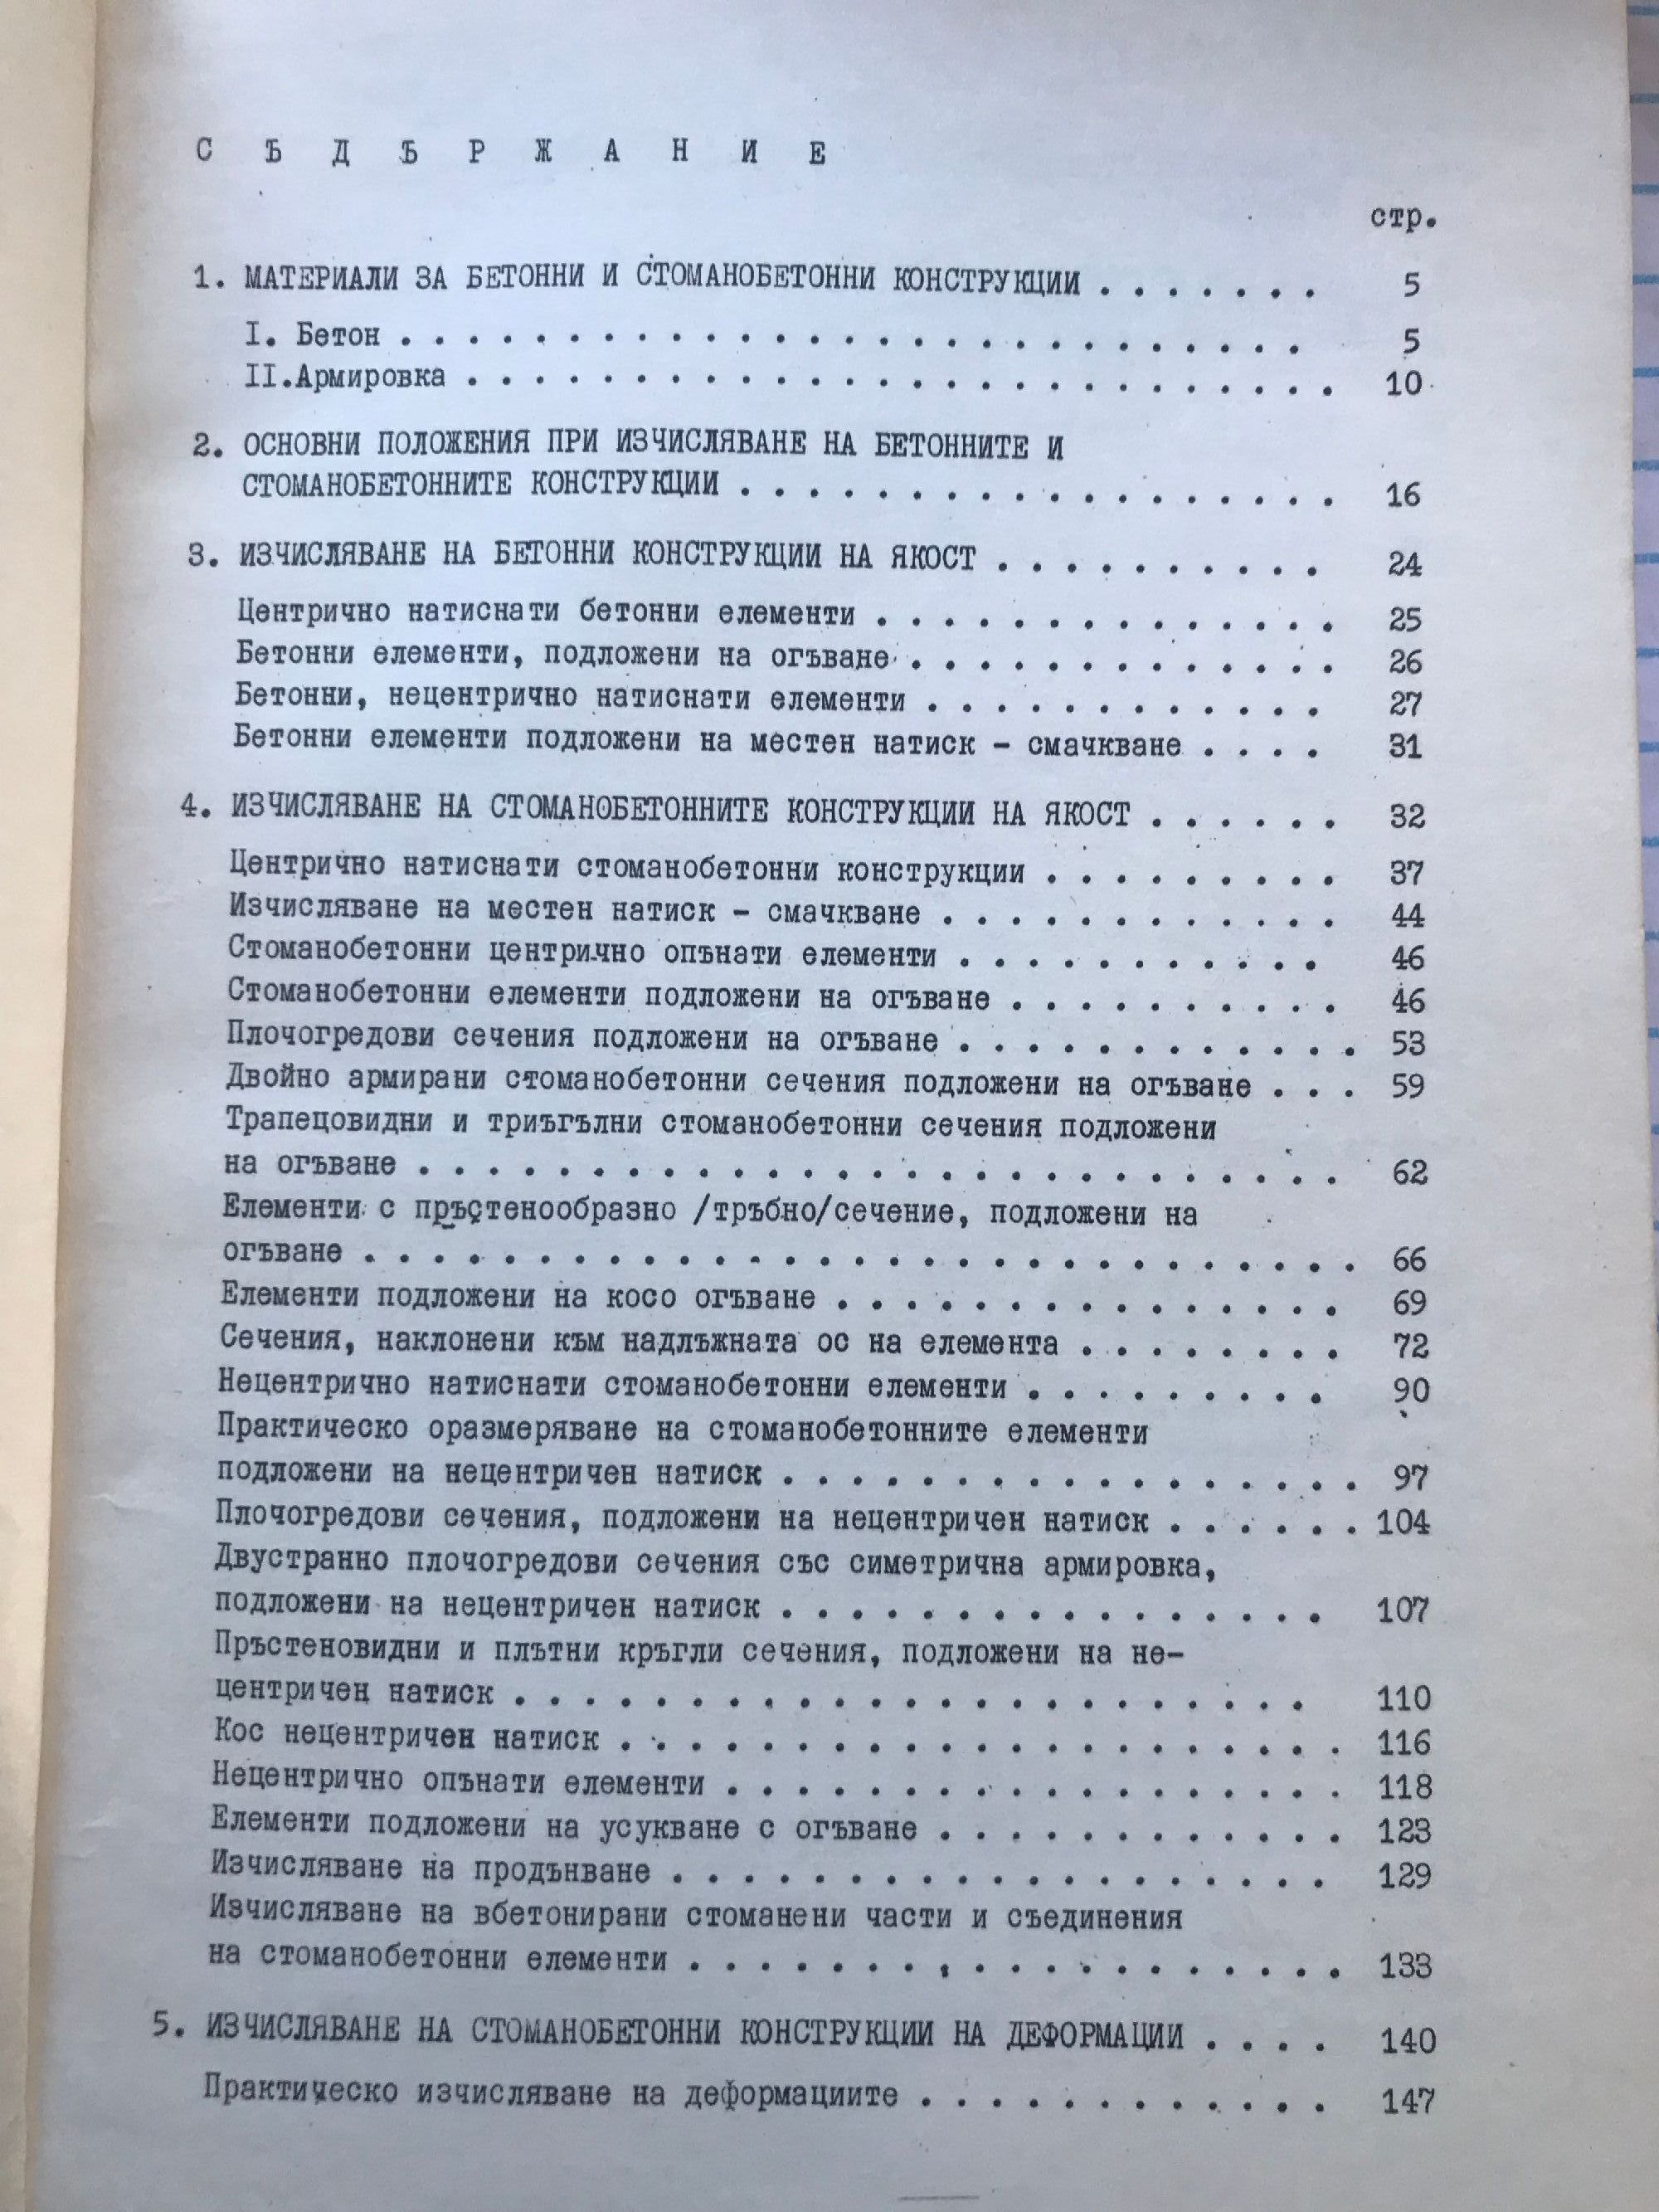 С Ъ Д Ъ Р Ж А Н И Е
стр.
1. МАТЕРИАЛИ ЗА БЕТОННИ И СТОМАНОБЕТОННИ КОНСТРУКЦИИ . . . . . . . 5
I. Бетон . . . . . . . . . . . . . . . . . . . . . . . . . . . 5
II.Армировка . . . . . . . . . . . . . . . . . . . . . . . . . 10
2. ОСНОВНИ ПОЛОЖЕНИЯ ПРИ ИЗЧИСЛЯВАНЕ НА БЕТОННИТЕ И
СТОМАНОБЕТОННИТЕ КОНСТРУКЦИИ . . . . . . . . . . . . . . . . . . 16
3. ИЗЧИСЛЯВАНЕ НА БЕТОННИ КОНСТРУКЦИИ НА ЯКОСТ . . . . . . . . . . 24
Центрично натиснати бетонни елементи . . . . . . . . . . . . . . 25
Бетонни елементи, подложени на огъване . . . . . . . . . . . . . 26
Бетонни, нецентрично натиснати елементи . . . . . . . . . . . . 27
Бетонни елементи подложени на местен натиск – смачкване . . . . 31
4. ИЗЧИСЛЯВАНЕ НА СТОМАНОБЕТОННИТЕ КОНСТРУКЦИИ НА ЯКОСТ . . . . . . 32
Центрично натиснати стоманобетонни конструкции . . . . . . . . . 37
Изчисляване на местен натиск – смачкване . . . . . . . . . . . . 44
Стоманобетонни центрично опънати елементи . . . . . . . . . . . 46
Стоманобетонни елементи подложени на огъване . . . . . . . . . . 46
Плочогредови сечения подложени на огъване . . . . . . . . . . . . 53
Двойно армирани стоманобетонни сечения подложени на огъване . . . 59
Трапецовидни и триъгълни стоманобетонни сечения подложени
на огъване . . . . . . . . . . . . . . . . . . . . . . . . . . . 62
Елементи с пръстенообразно /тръбно/сечение, подложени на
огъване . . . . . . . . . . . . . . . . . . . . . . . . . . . . . 66
Елементи подложени на косо огъване . . . . . . . . . . . . . . . 69
Сечения, наклонени към надлъжната ос на елемента . . . . . . . . 72
Нецентрично натиснати стоманобетонни елементи . . . . . . . . . 90
Практическо оразмеряване на стоманобетонните елементи
подложени на нецентричен натиск . . . . . . . . . . . . . . . . . 97
Плочогредови сечения, подложени на нецентричен натиск . . . . . . 104
Двустранно плочогредови сечения със симетрична армировка,
подложени на нецентричен натиск . . . . . . . . . . . . . . . . 107
Пръстеновидни и плътни кръгли сечения, подложени на не-
центричен натиск . . . . . . . . . . . . . . . . . . . . . . . 110
Кос нецентричен натиск . . . . . . . . . . . . . . . . . . . . . 116
Нецентрично опънати елементи . . . . . . . . . . . . . . . . . . 118
Елементи подложени на усукване с огъване . . . . . . . . . . . . 123
Изчисляване на продънване . . . . . . . . . . . . . . . . . . . 129
Изчисляване на вбетонирани стоманени части и съединения
на стоманобетонни елементи . . . . . . . . . . . . . . . . . . . 133
5. ИЗЧИСЛЯВАНЕ НА СТОМАНОБЕТОННИ КОНСТРУКЦИИ НА ДЕФОРМАЦИИ . . . . 140
Практическо изчисляване на деформациите . . . . . . . . . . . . 147